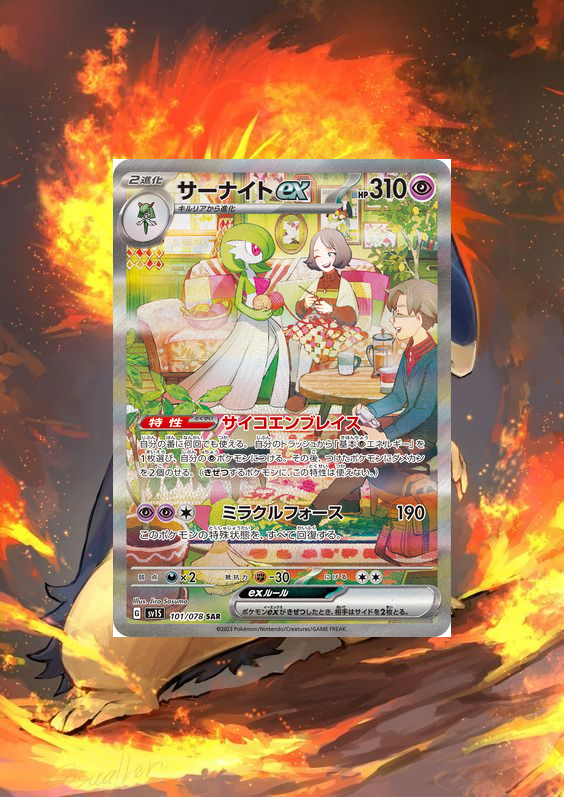 2進化 サーナイトex HP310
キルリアから進化
特性 サイコエンブレイス
自分の番に何回でも使える。自分のトラッシュから「基本超エネルギー」を
1枚選び、自分の超ポケモンにつける。その後、つけたポケモンにダメカン
を2個のせる。(きぜつするポケモンに、この特性は使えない。)
ミラクルフォース 190
このポケモンの特殊状態を、すべて回復する。
弱点 ×2 抵抗力 -30 にげる
exルール
ポケモンexがきぜつしたとき、相手はサイドを2枚とる。
Illus. Jiro Sasumo
G sv1S 101/078 SAR
©2023 Pokémon/Nintendo/Creatures/GAME FREAK.